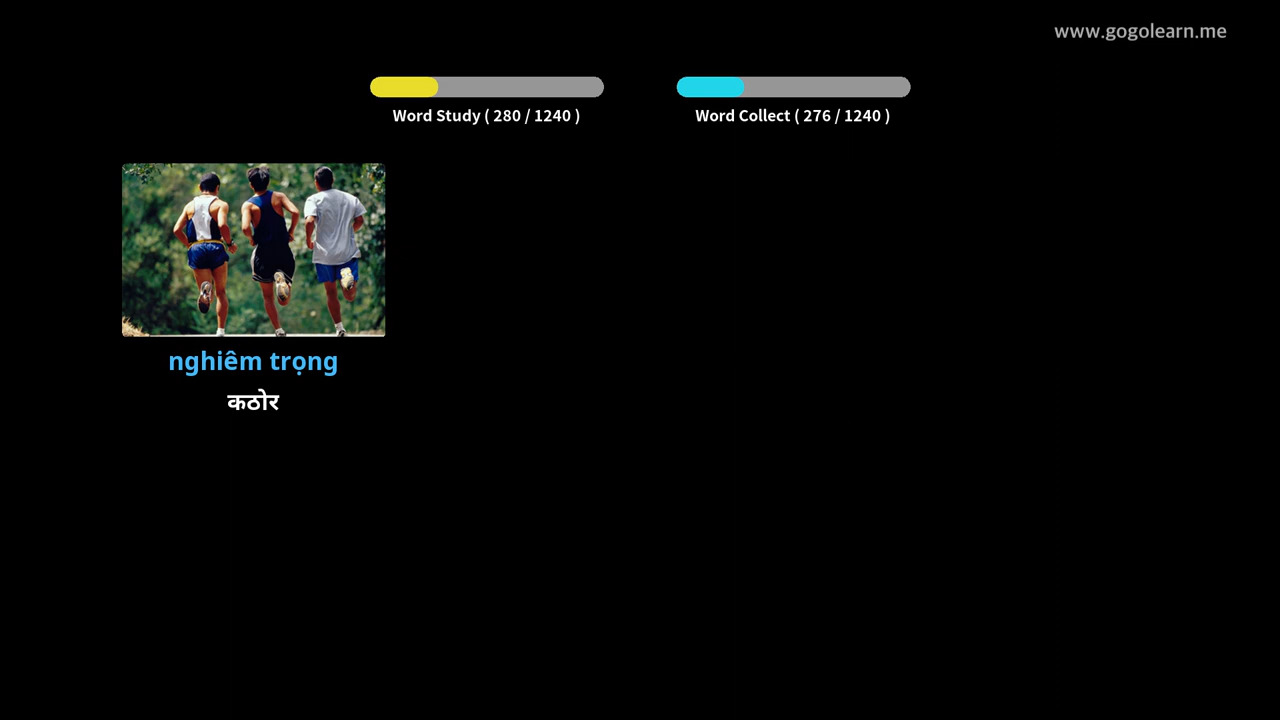 www.gogolearn.me
Word Study ( 280 / 1240 )
Word Collect ( 276 / 1240 )
nghiêm trọng
कठोर